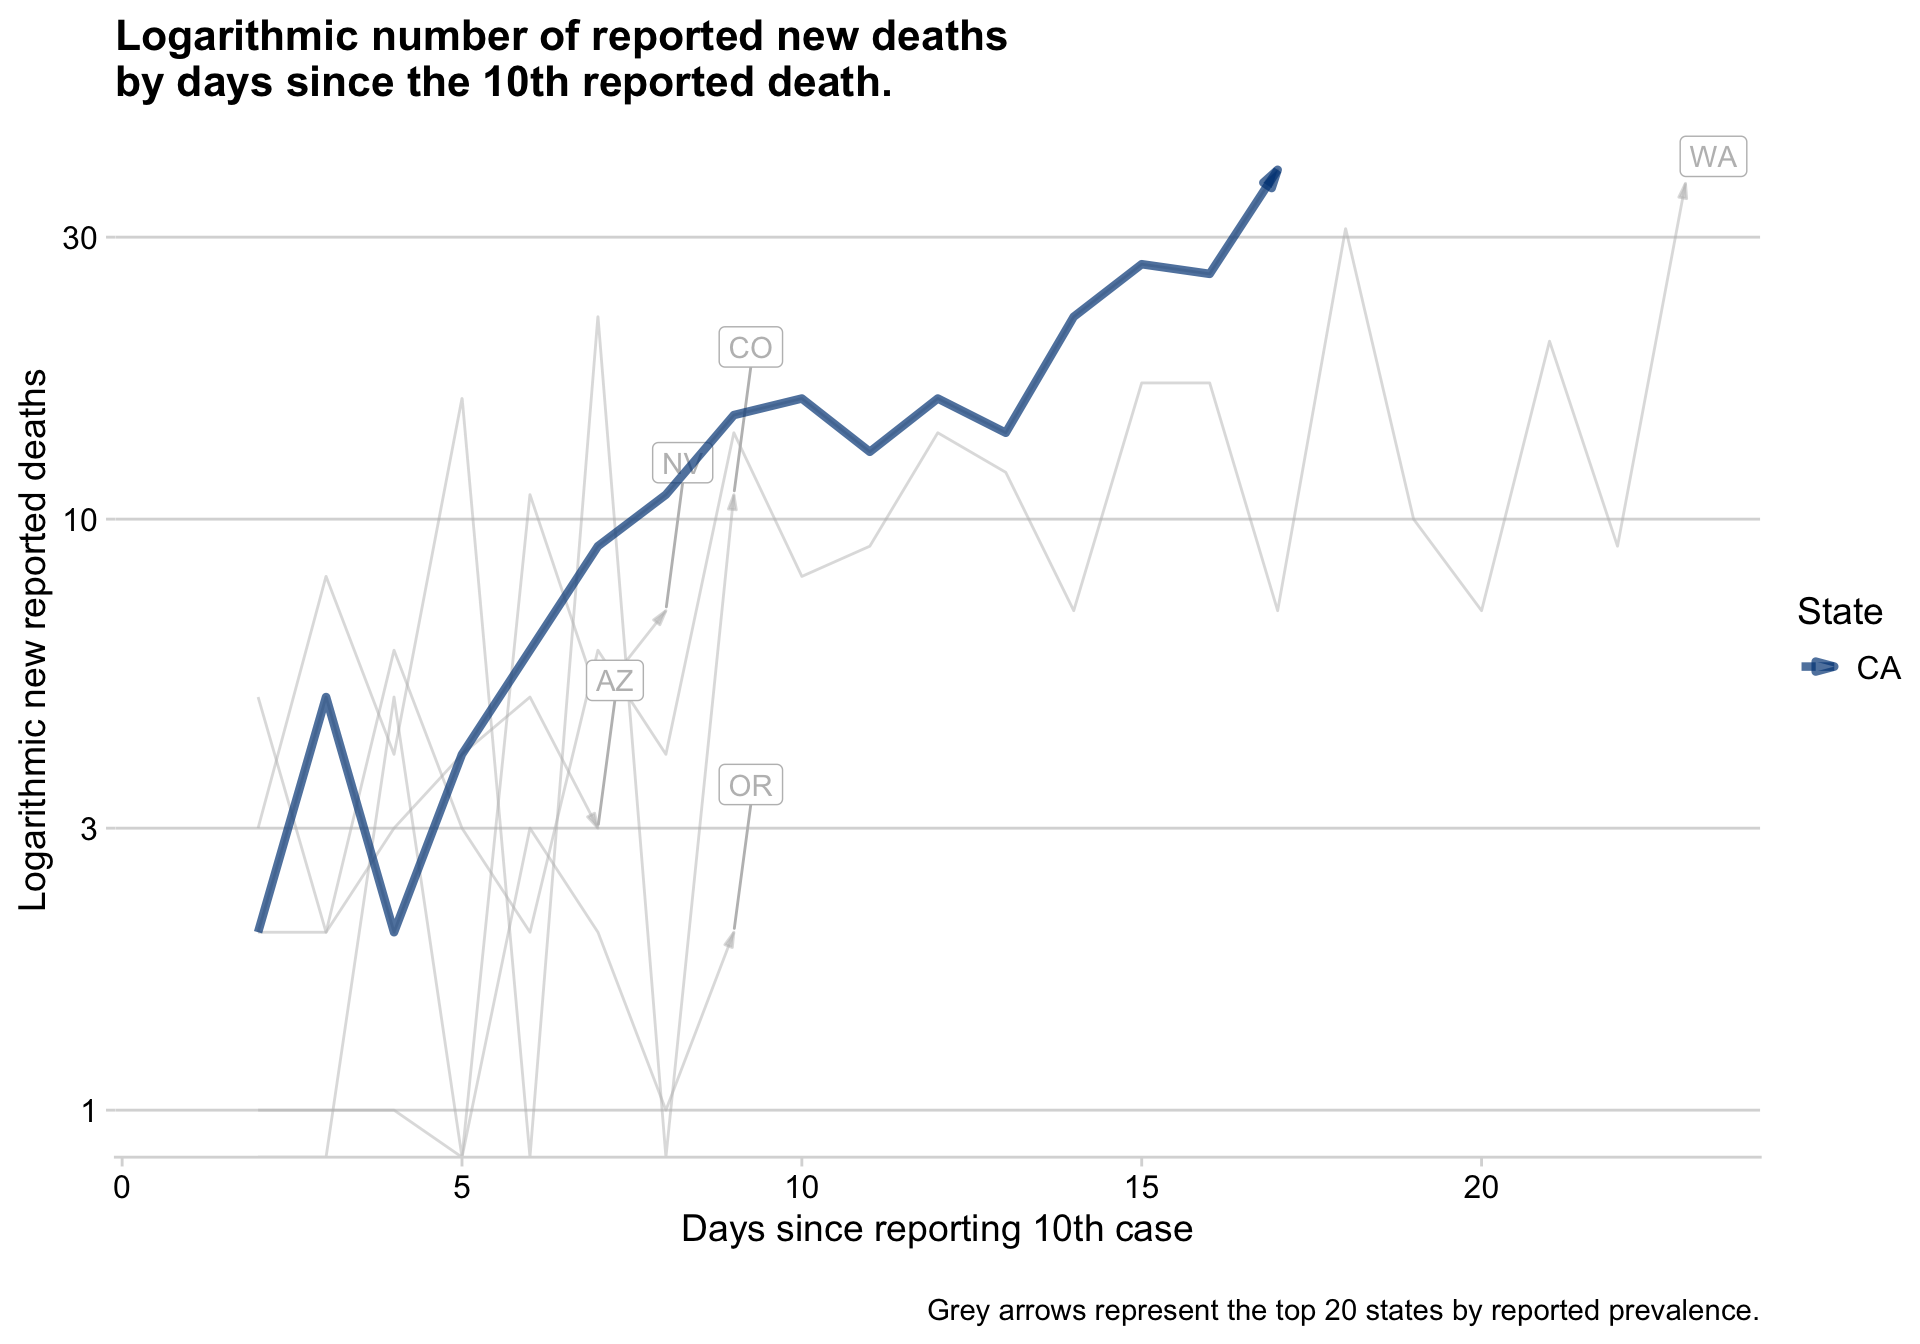 Logarithmic number of reported new deaths
by days since the 10th reported death.
WA
30
CO
NV
10
Logarithmic new reported deaths
State
CA
AZ
OR
3
1
0 5 10 15 20
Days since reporting 10th case
Grey arrows represent the top 20 states by reported prevalence.